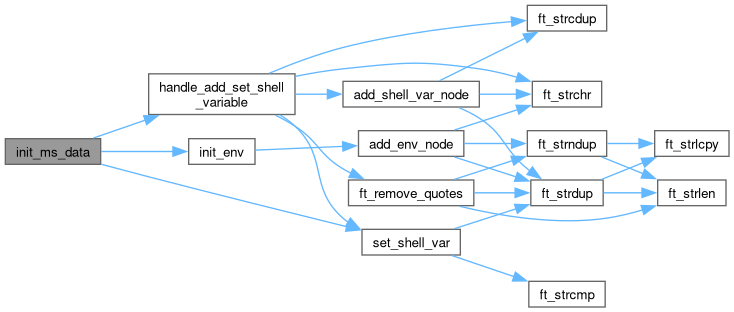 init_ms_data
handle_add_set_shell
_variable
init_env
add_shell_var_node
add_env_node
ft_remove_quotes
set_shell_var
ft_strcdup
ft_strchr
ft_strndup
ft_strdup
ft_strcmp
ft_strlcpy
ft_strlen